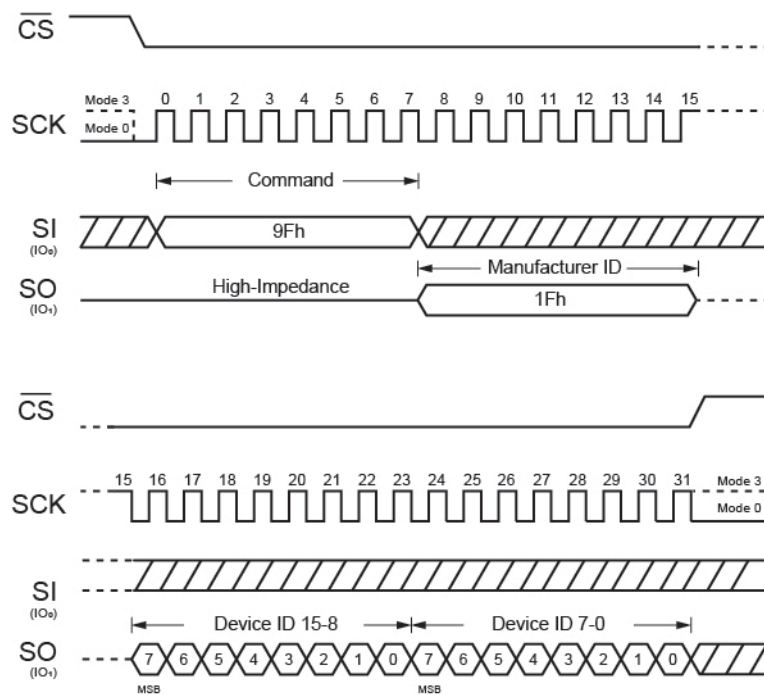 CS
Mode 3 0 1 2 3 4 5 6 7 8 9 10 11 12 13 14 15
SCK
Mode 0
Command
SI
(IO₀)
9Fh
Manufacturer ID
SO
(IO₁)
High-Impedance
1Fh
CS
15 16 17 18 19 20 21 22 23 24 25 26 27 28 29 30 31
Mode 3
SCK
Mode 0
SI
(IO₀)
Device ID 15-8 Device ID 7-0
SO
(IO₁)
7 6 5 4 3 2 1 0 7 6 5 4 3 2 1 0
MSB MSB